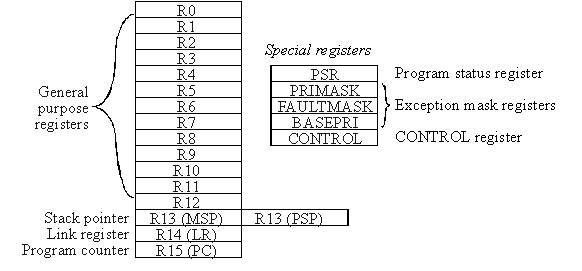 R0
R1
R2
R3
R4
R5
R6
R7
R8
R9
R10
R11
R12
General
purpose
registers
Stack pointer R13 (MSP) R13 (PSP)
Link register R14 (LR)
Program counter R15 (PC)
Special registers
PSR Program status register
PRIMASK
FAULTMASK Exception mask registers
BASEPRI
CONTROL CONTROL register